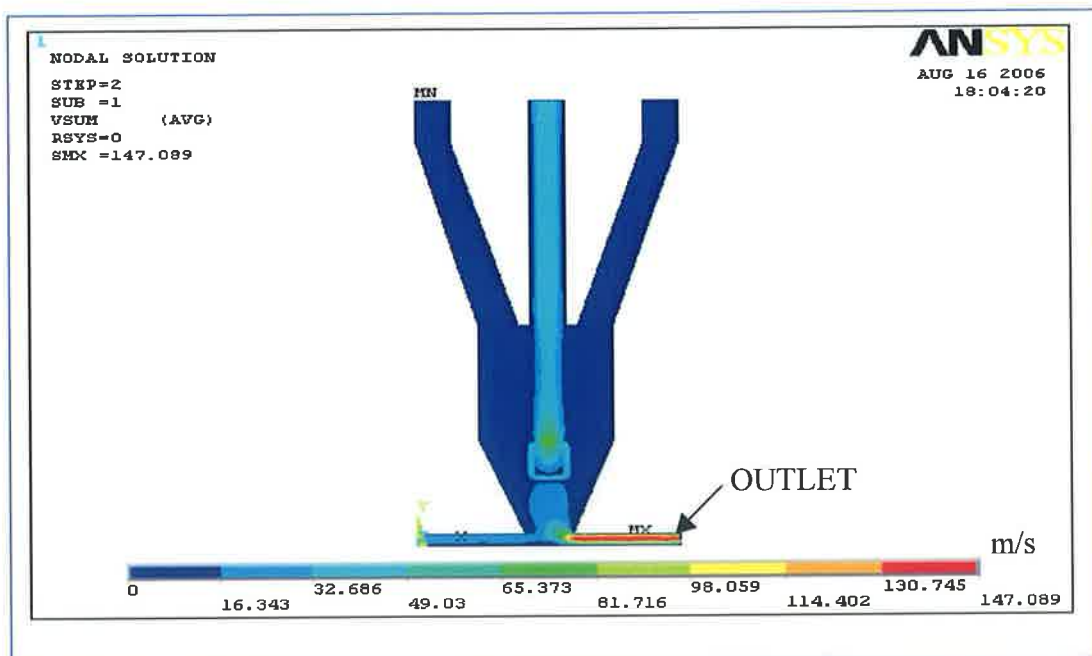 1
NODAL SOLUTION
STEP=2
SUB =1
VSUM (AVG)
RSYS=0
SMX =147.089
ANSYS
AUG 16 2006
18:04:20
MN
OUTLET
MX
Y
X
m/s
0 32.686 65.373 98.059 130.745
16.343 49.03 81.716 114.402 147.089